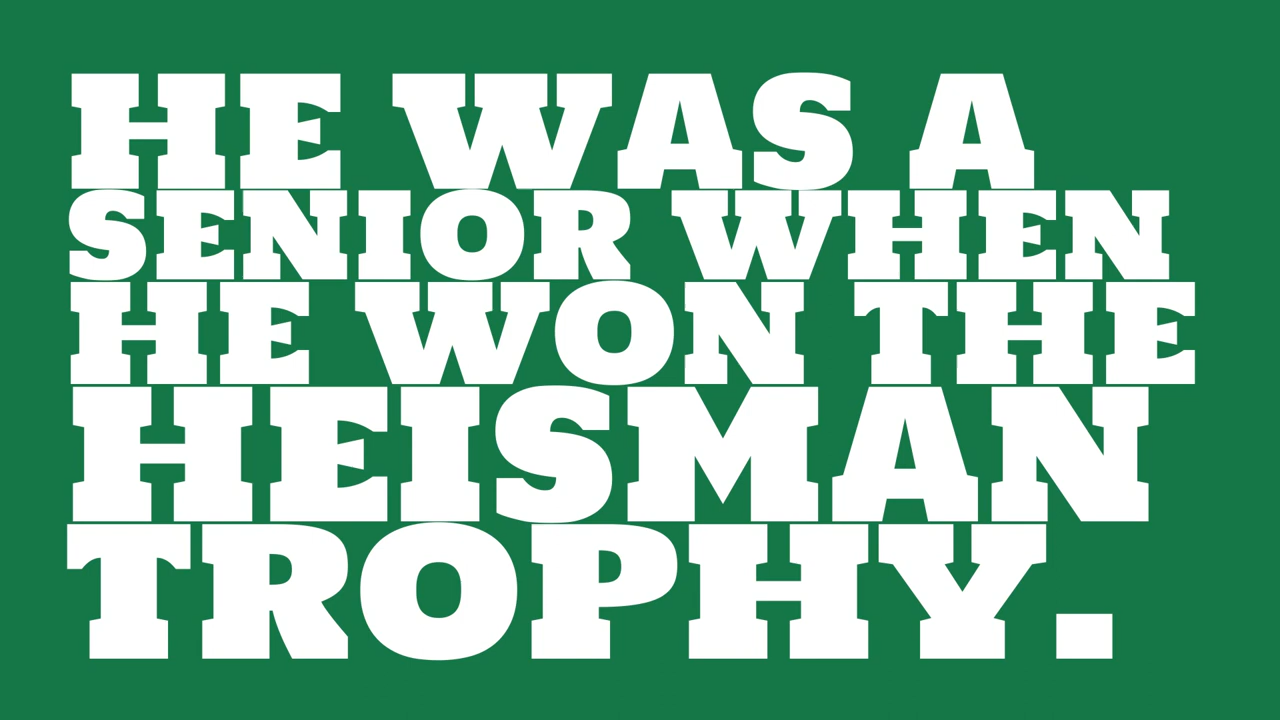 HE WAS A
SENIOR WHEN
HE WON THE
HEISMAN
TROPHY.